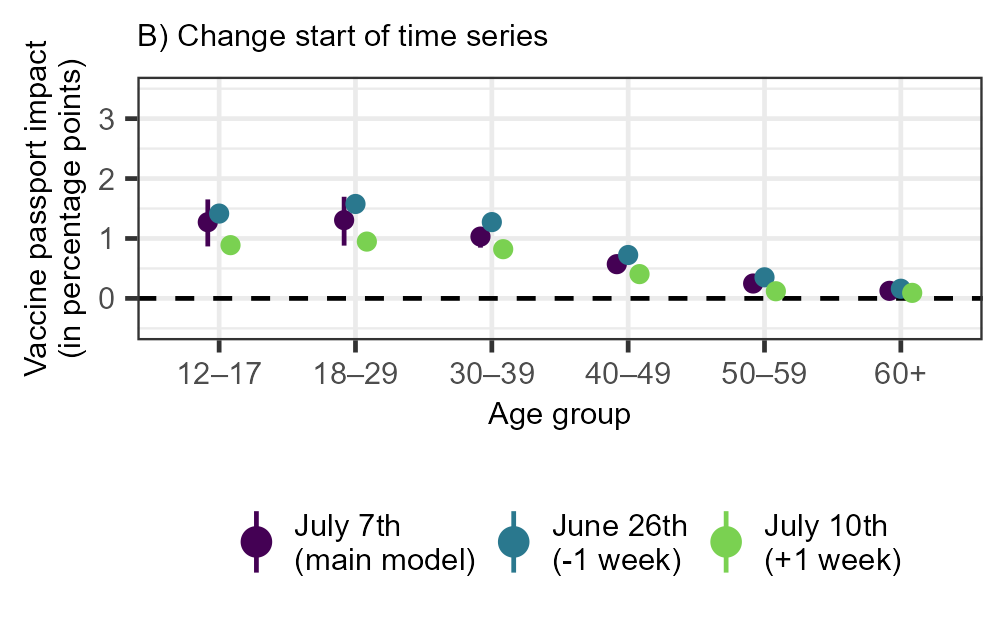 B) Change start of time series
Vaccine passport impact
(in percentage points)
3
2
1
0
12–17 18–29 30–39 40–49 50–59 60+
Age group
July 7th
(main model)
June 26th
(-1 week)
July 10th
(+1 week)